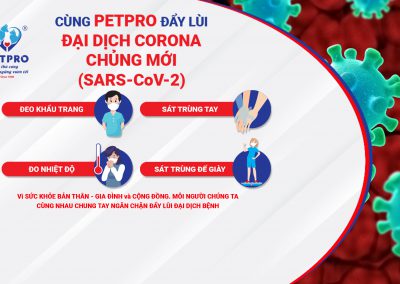 CÙNG PETPRO ĐẨY LÙI
ĐẠI DỊCH CORONA
CHỦNG MỚI
(SARS-CoV-2)
ĐEO KHẨU TRANG
SÁT TRÙNG TAY
ĐO NHIỆT ĐỘ
SÁT TRÙNG ĐẾ GIÀY
Vì SỨC KHỎE BẢN THÂN - GIA ĐÌNH và CỘNG ĐỒNG. MỖI NGƯỜI CHÚNG TA
CÙNG NHAU CHUNG TAY NGĂN CHẶN ĐẨY LÙI ĐẠI DỊCH BỆNH